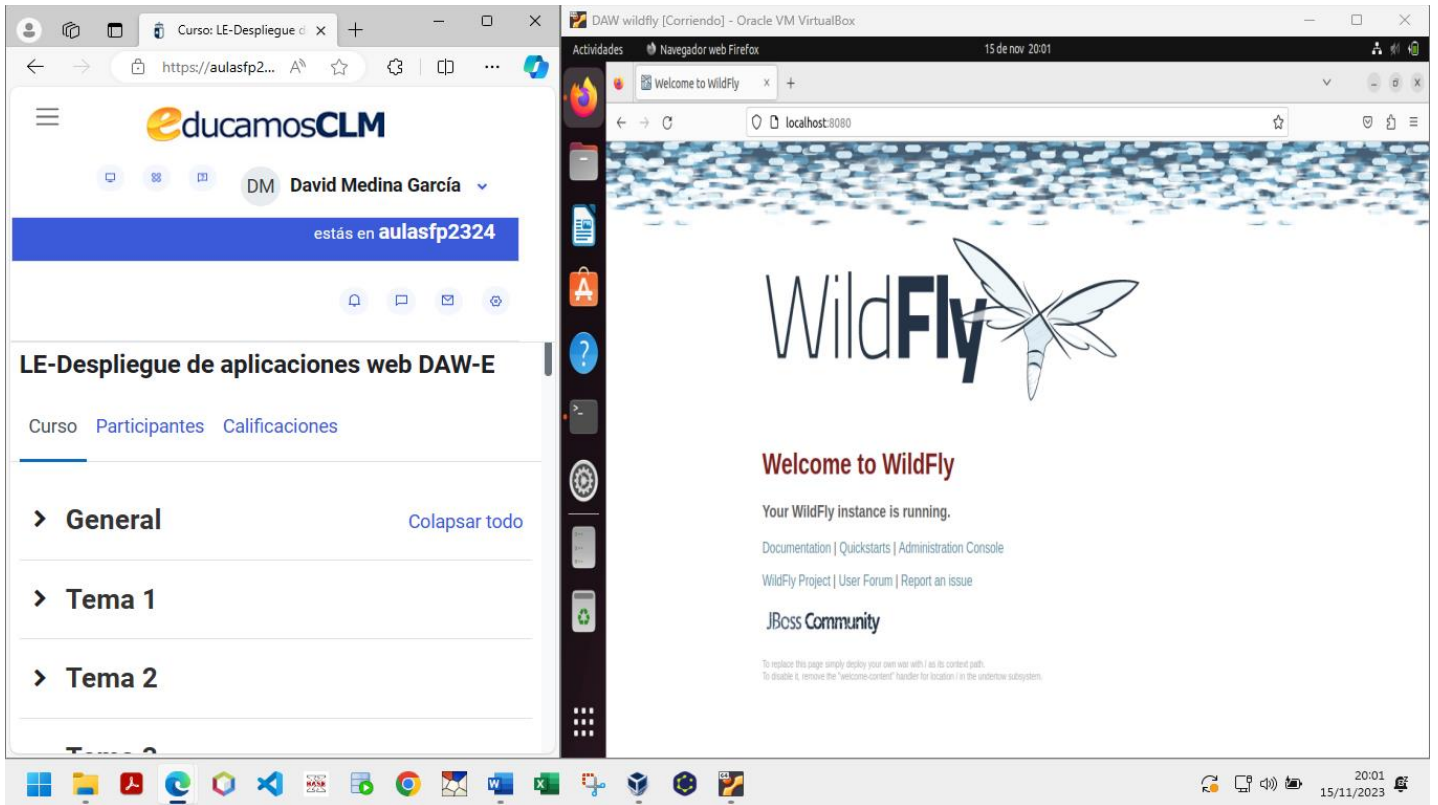 Curso: LE-Despliegue d
https://aulasfp2...
educamosCLM
DM David Medina García
estás en aulasfp2324
LE-Despliegue de aplicaciones web DAW-E
Curso Participantes Calificaciones
General Colapsar todo
Tema 1
Tema 2
DAW wildfly [Corriendo] - Oracle VM VirtualBox
Actividades Navegador web Firefox 15 de nov 20:01
Welcome to WildFly
localhost:8080
WildFly
Welcome to WildFly
Your WildFly instance is running.
Documentation | Quickstarts | Administration Console
WildFly Project | User Forum | Report an issue
JBoss Community
To replace this page simply deploy your own war with / as its context path.
To disable it, remove the "welcome-content" handler for location / in the undertow subsystem.
20:01
15/11/2023